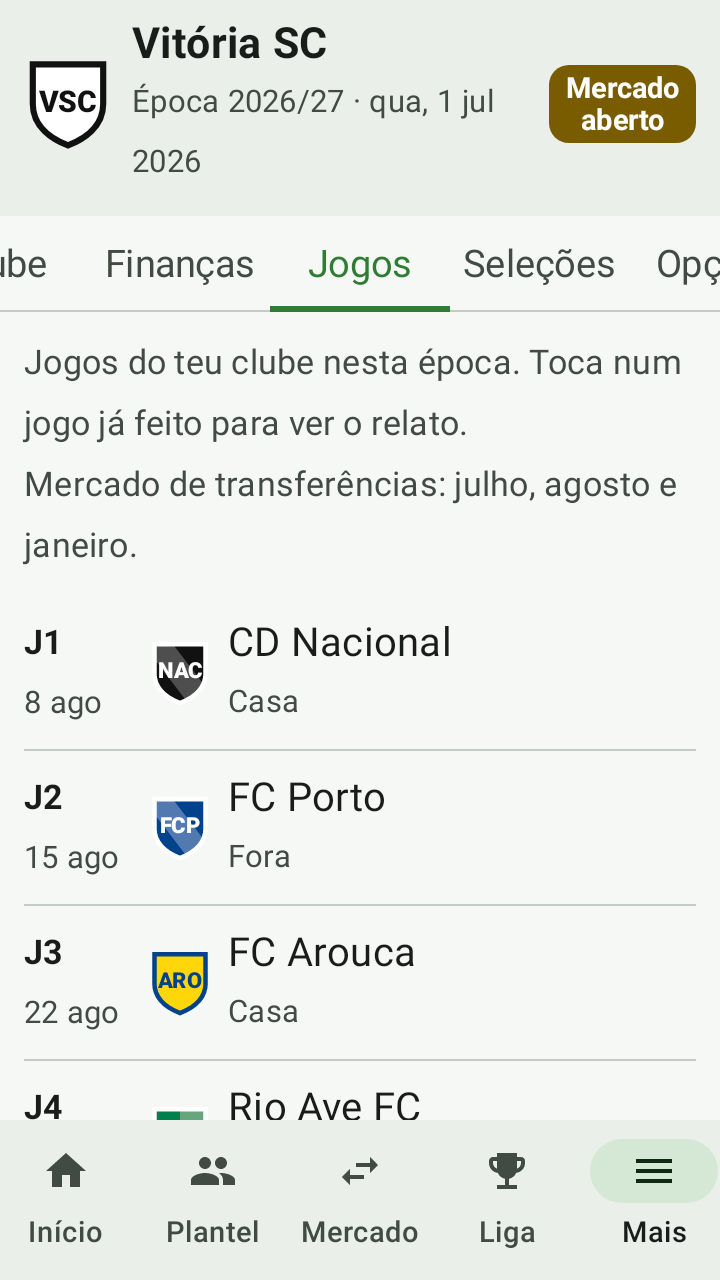 Vitória SC
VSC
Época 2026/27 · qua, 1 jul
2026
Mercado
aberto
ube
Finanças
Jogos
Seleções
Opç
Jogos do teu clube nesta época. Toca num
jogo já feito para ver o relato.
Mercado de transferências: julho, agosto e
janeiro.
J1
8 ago
NAC
CD Nacional
Casa
J2
15 ago
FCP
FC Porto
Fora
J3
22 ago
ARO
FC Arouca
Casa
J4
Rio Ave FC
Início
Plantel
Mercado
Liga
Mais